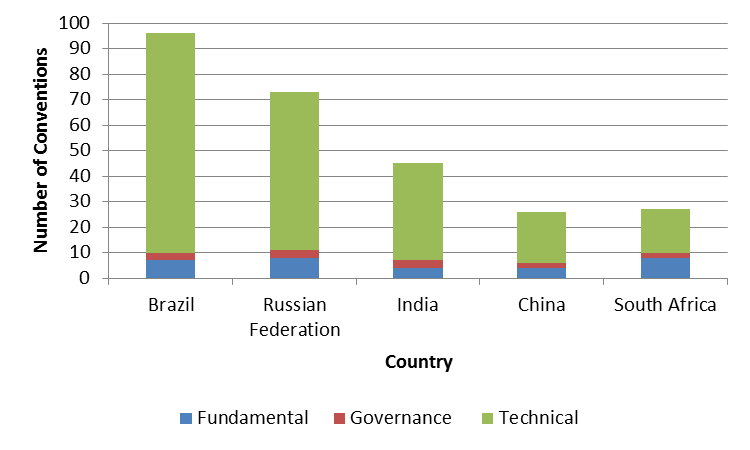 100
90
80
70
60
50
40
30
20
10
0
Number of Conventions
Brazil
Russian
Federation
India
China
South Africa
Country
Fundamental
Governance
Technical